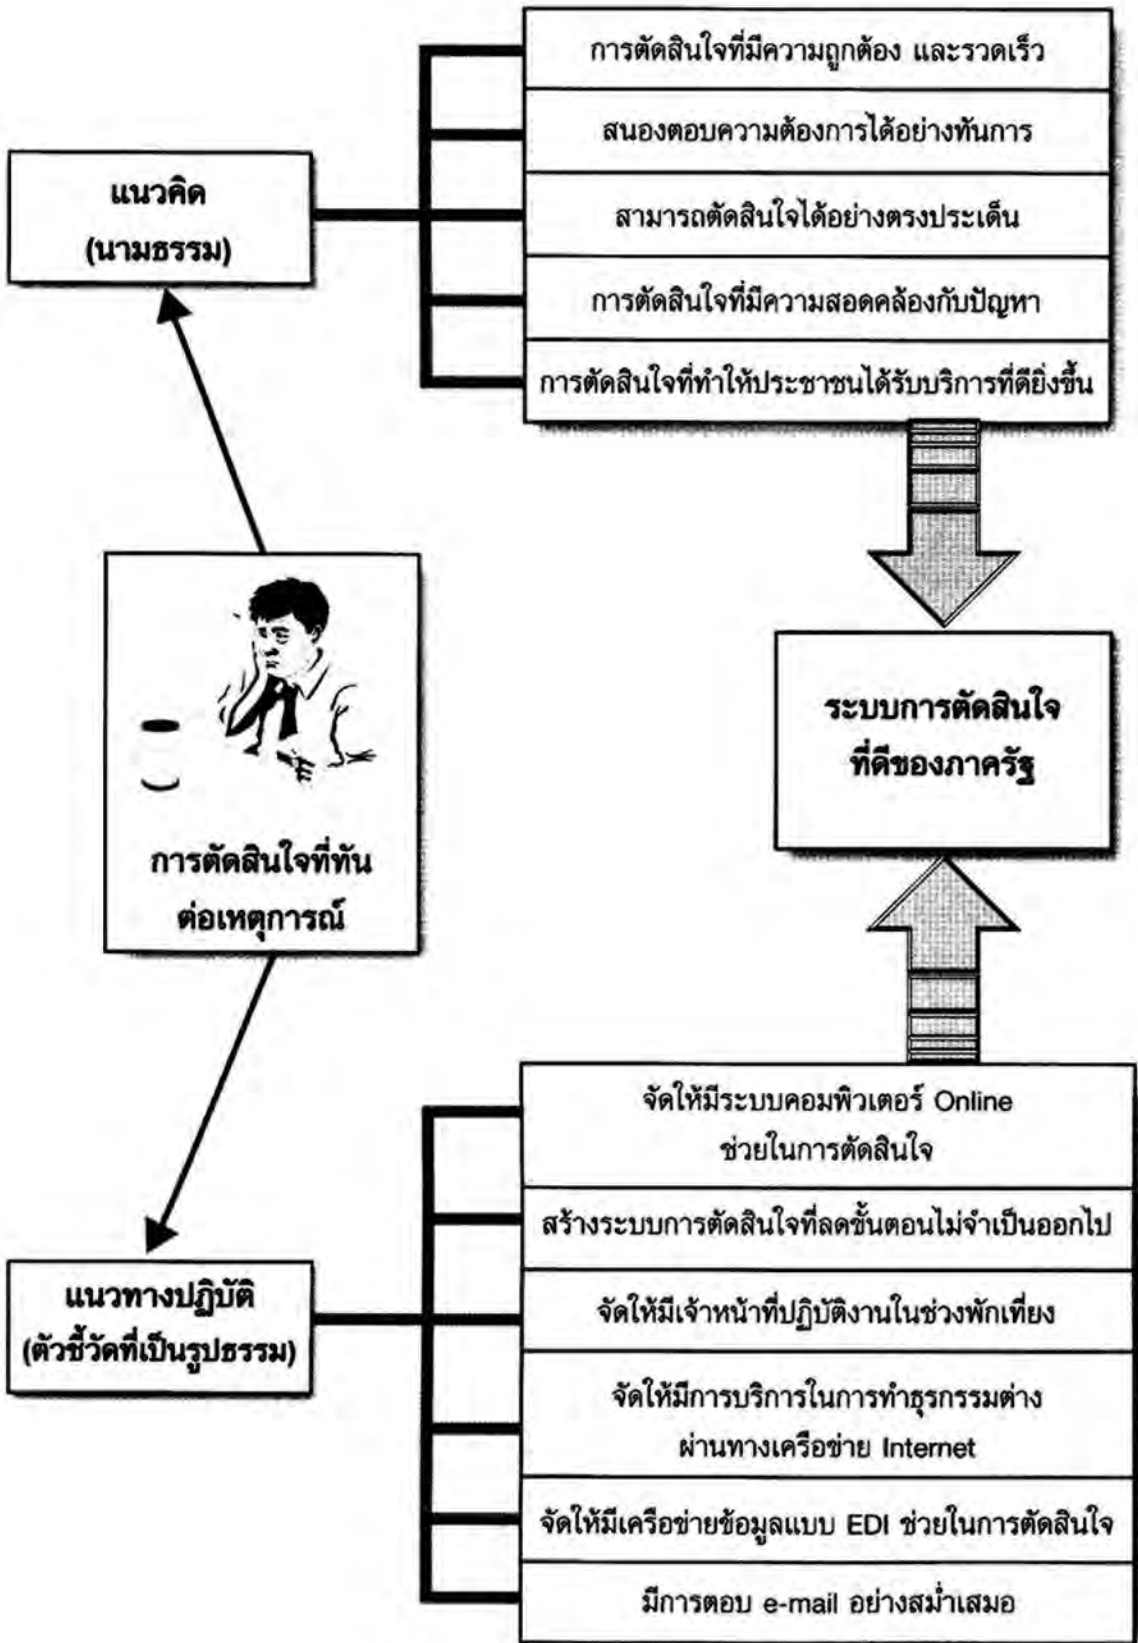 การตัดสินใจที่มีความถูกต้อง และรวดเร็ว
สนองตอบความต้องการได้อย่างทันการ
แนวคิด
(นามธรรม)
สามารถตัดสินใจได้อย่างตรงประเด็น
การตัดสินใจที่มีความสอดคล้องกับปัญหา
การตัดสินใจที่ทำให้ประชาชนได้รับบริการที่ดียิ่งขึ้น
ระบบการตัดสินใจ
ที่ดีของภาครัฐ
การตัดสินใจที่ทัน
ต่อเหตุการณ์
จัดให้มีระบบคอมพิวเตอร์ Online
ช่วยในการตัดสินใจ
สร้างระบบการตัดสินใจที่ลดขั้นตอนไม่จำเป็นออกไป
แนวทางปฏิบัติ
(ตัวชี้วัดที่เป็นรูปธรรม)
จัดให้มีเจ้าหน้าที่ปฏิบัติงานในช่วงพักเที่ยง
จัดให้มีการบริการในการทำธุรกรรมต่าง
ผ่านทางเครือข่าย Internet
จัดให้มีเครือข่ายข้อมูลแบบ EDI ช่วยในการตัดสินใจ
มีการตอบ e-mail อย่างสม่ำเสมอ